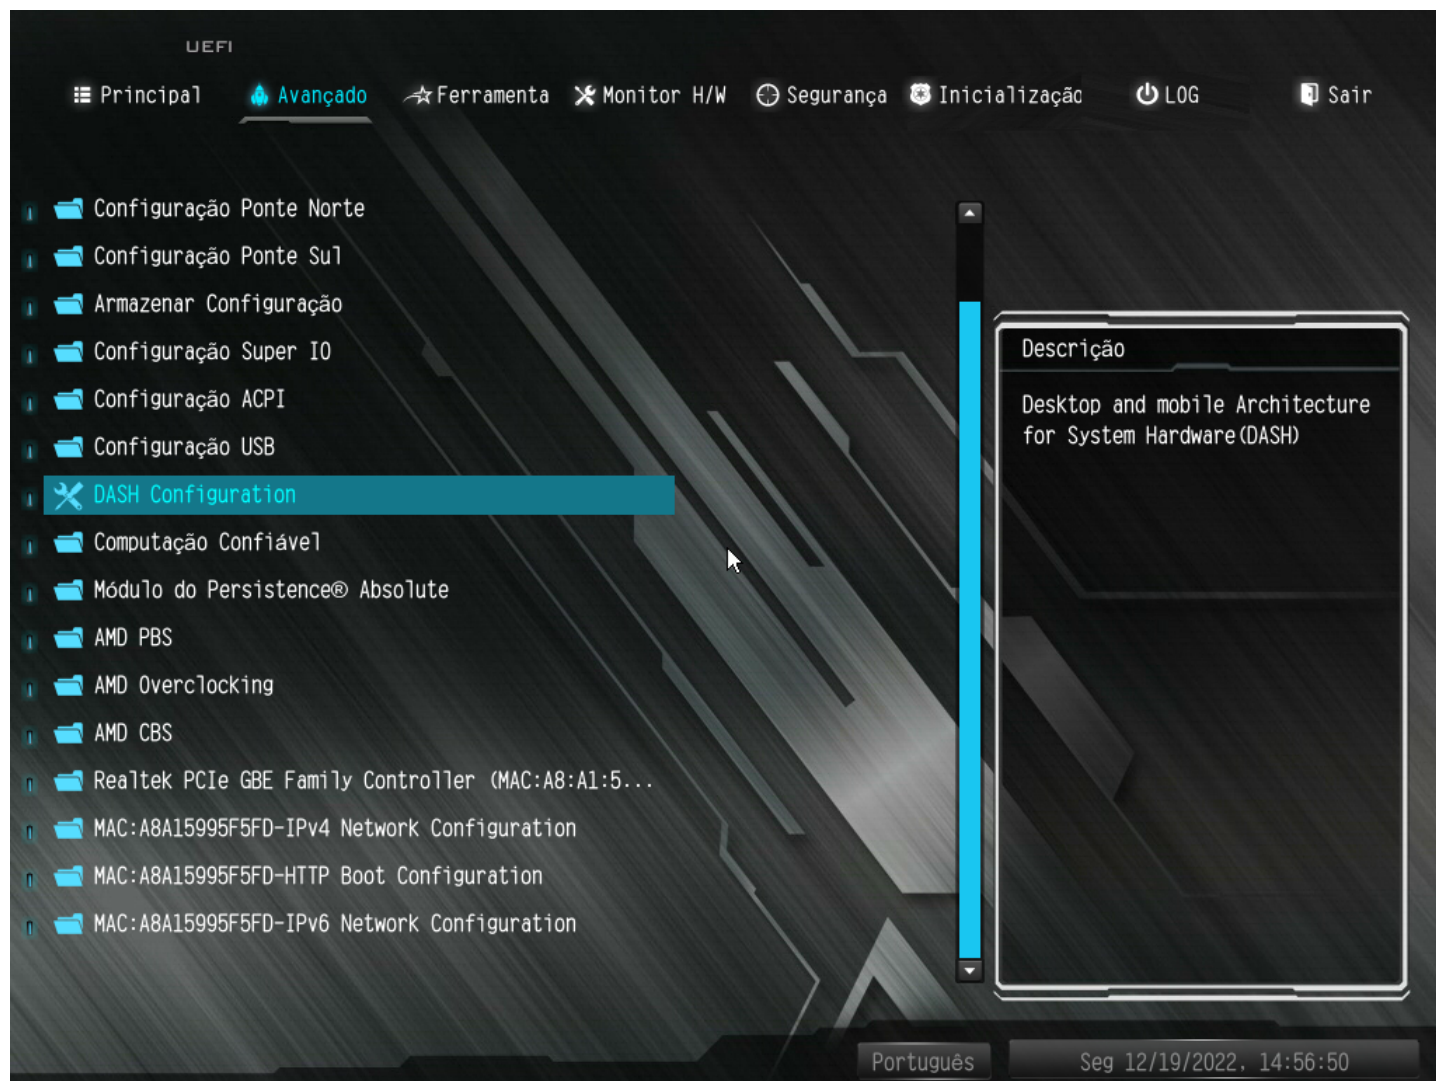 UEFI
Principal Avançado Ferramenta Monitor H/W Segurança Inicialização LOG Sair
Configuração Ponte Norte
Configuração Ponte Sul
Armazenar Configuração
Configuração Super IO
Configuração ACPI
Configuração USB
DASH Configuration
Computação Confiável
Módulo do Persistence® Absolute
AMD PBS
AMD Overclocking
AMD CBS
Realtek PCIe GBE Family Controller (MAC:A8:A1:5...
MAC:A8A15995F5FD-IPv4 Network Configuration
MAC:A8A15995F5FD-HTTP Boot Configuration
MAC:A8A15995F5FD-IPv6 Network Configuration
Descrição
Desktop and mobile Architecture
for System Hardware(DASH)
Português
Seg 12/19/2022, 14:56:50